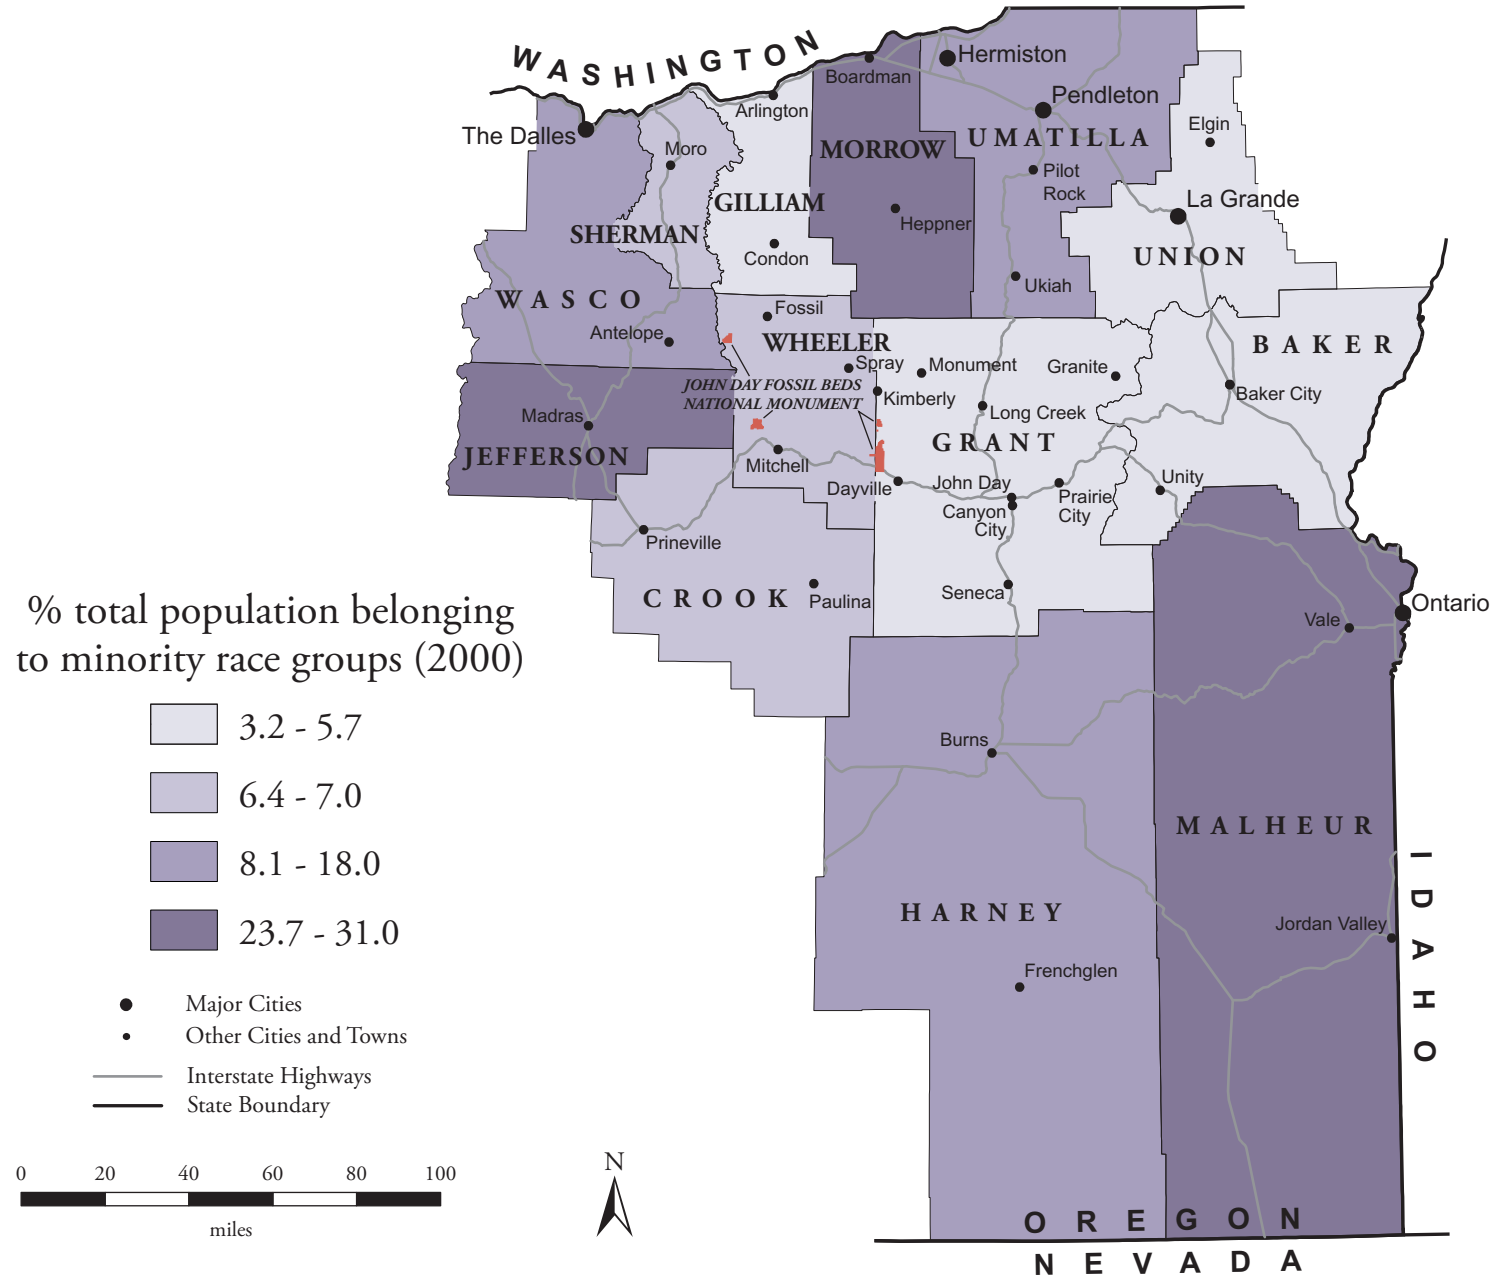 WASHINGTON
Hermiston
Boardman
Pendleton
Arlington
The Dalles
UMATILLA
Elgin
Moro
MORROW
Pilot
Rock
La Grande
GILLIAM
Heppner
SHERMAN
Condon
UNION
Ukiah
WASCO
Fossil
Antelope
WHEELER
BAKER
Spray
Monument
Granite
JOHN DAY FOSSIL BEDS
NATIONAL MONUMENT
Kimberly
Baker City
Long Creek
Madras
GRANT
JEFFERSON
Mitchell
Dayville
John Day
Canyon
City
Prairie
City
Unity
Prineville
CROOK
Paulina
Seneca
Vale
Ontario
% total population belonging
to minority race groups (2000)
3.2 - 5.7
6.4 - 7.0
8.1 - 18.0
23.7 - 31.0
Burns
MALHEUR
HARNEY
Jordan Valley
Frenchglen
IDAHO
Major Cities
Other Cities and Towns
Interstate Highways
State Boundary
0 20 40 60 80 100
miles
N
OREGON
NEVADA